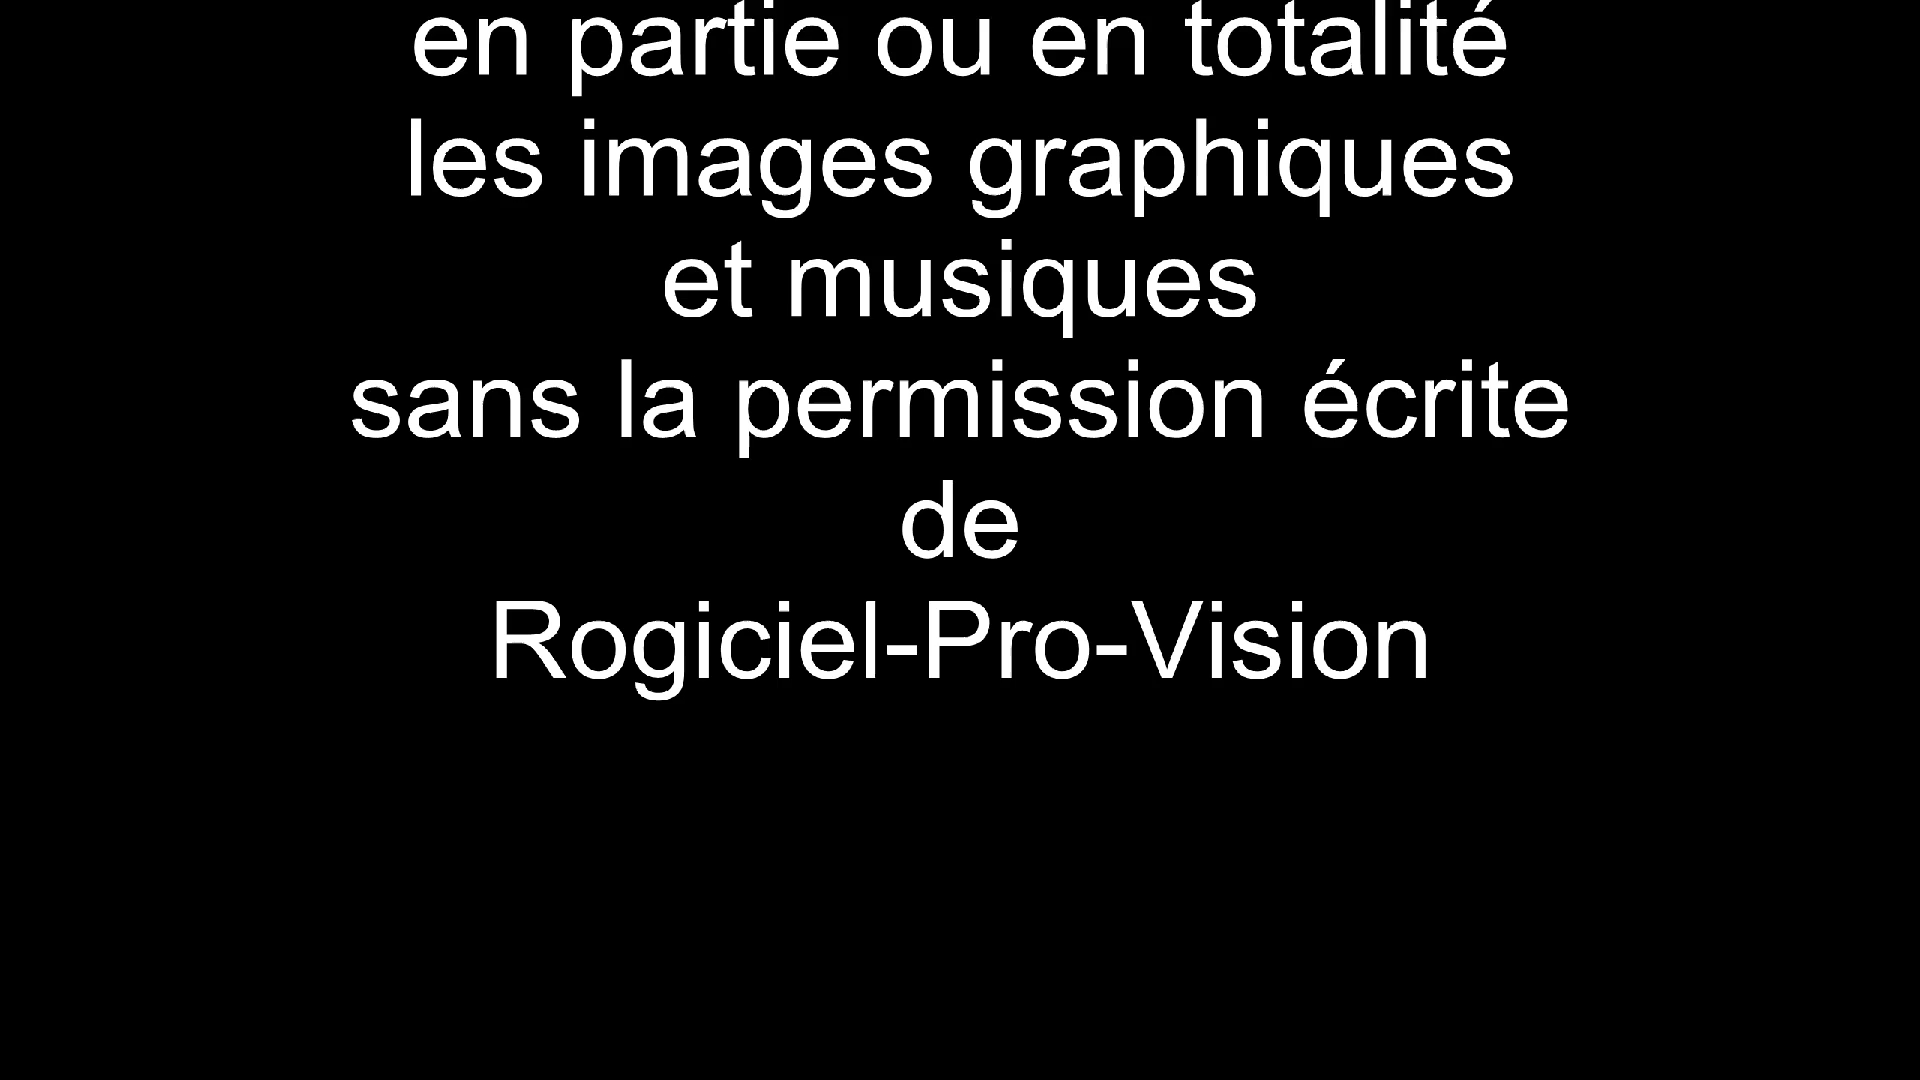 en partie ou en totalité
les images graphiques
et musiques
sans la permission écrite
de
Rogiciel-Pro-Vision